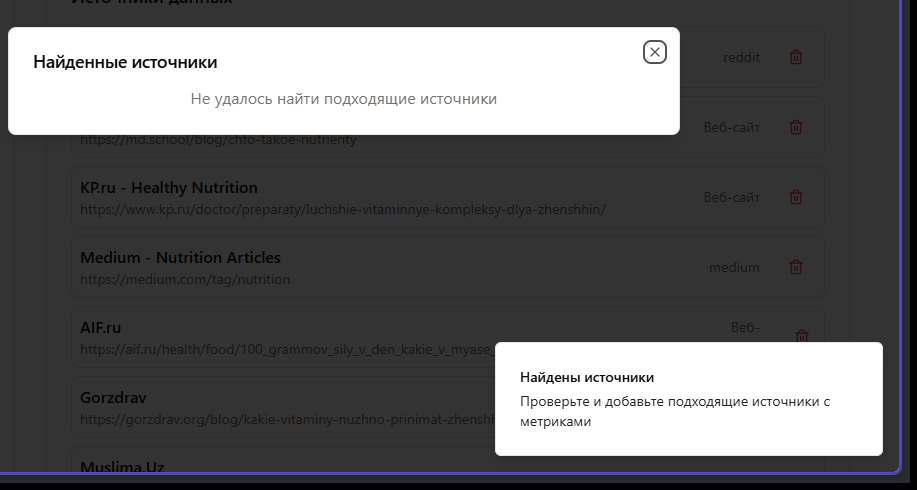 Источники данных
Найденные источники
Не удалось найти подходящие источники
reddit
https://md.school/blog/chto-takoe-nutrienty
Веб-сайт
KP.ru - Healthy Nutrition
https://www.kp.ru/doctor/preparaty/luchshie-vitaminnye-kompleksy-dlya-zhenshhin/
Веб-сайт
Medium - Nutrition Articles
https://medium.com/tag/nutrition
medium
AIF.ru
https://aif.ru/health/food/100_grammov_sily_v_den_kakie_v_myase_
Веб-
Gorzdrav
https://gorzdrav.org/blog/kakie-vitaminy-nuzhno-prinimat-zhensh
Muslima.Uz
Найдены источники
Проверьте и добавьте подходящие источники с
метриками